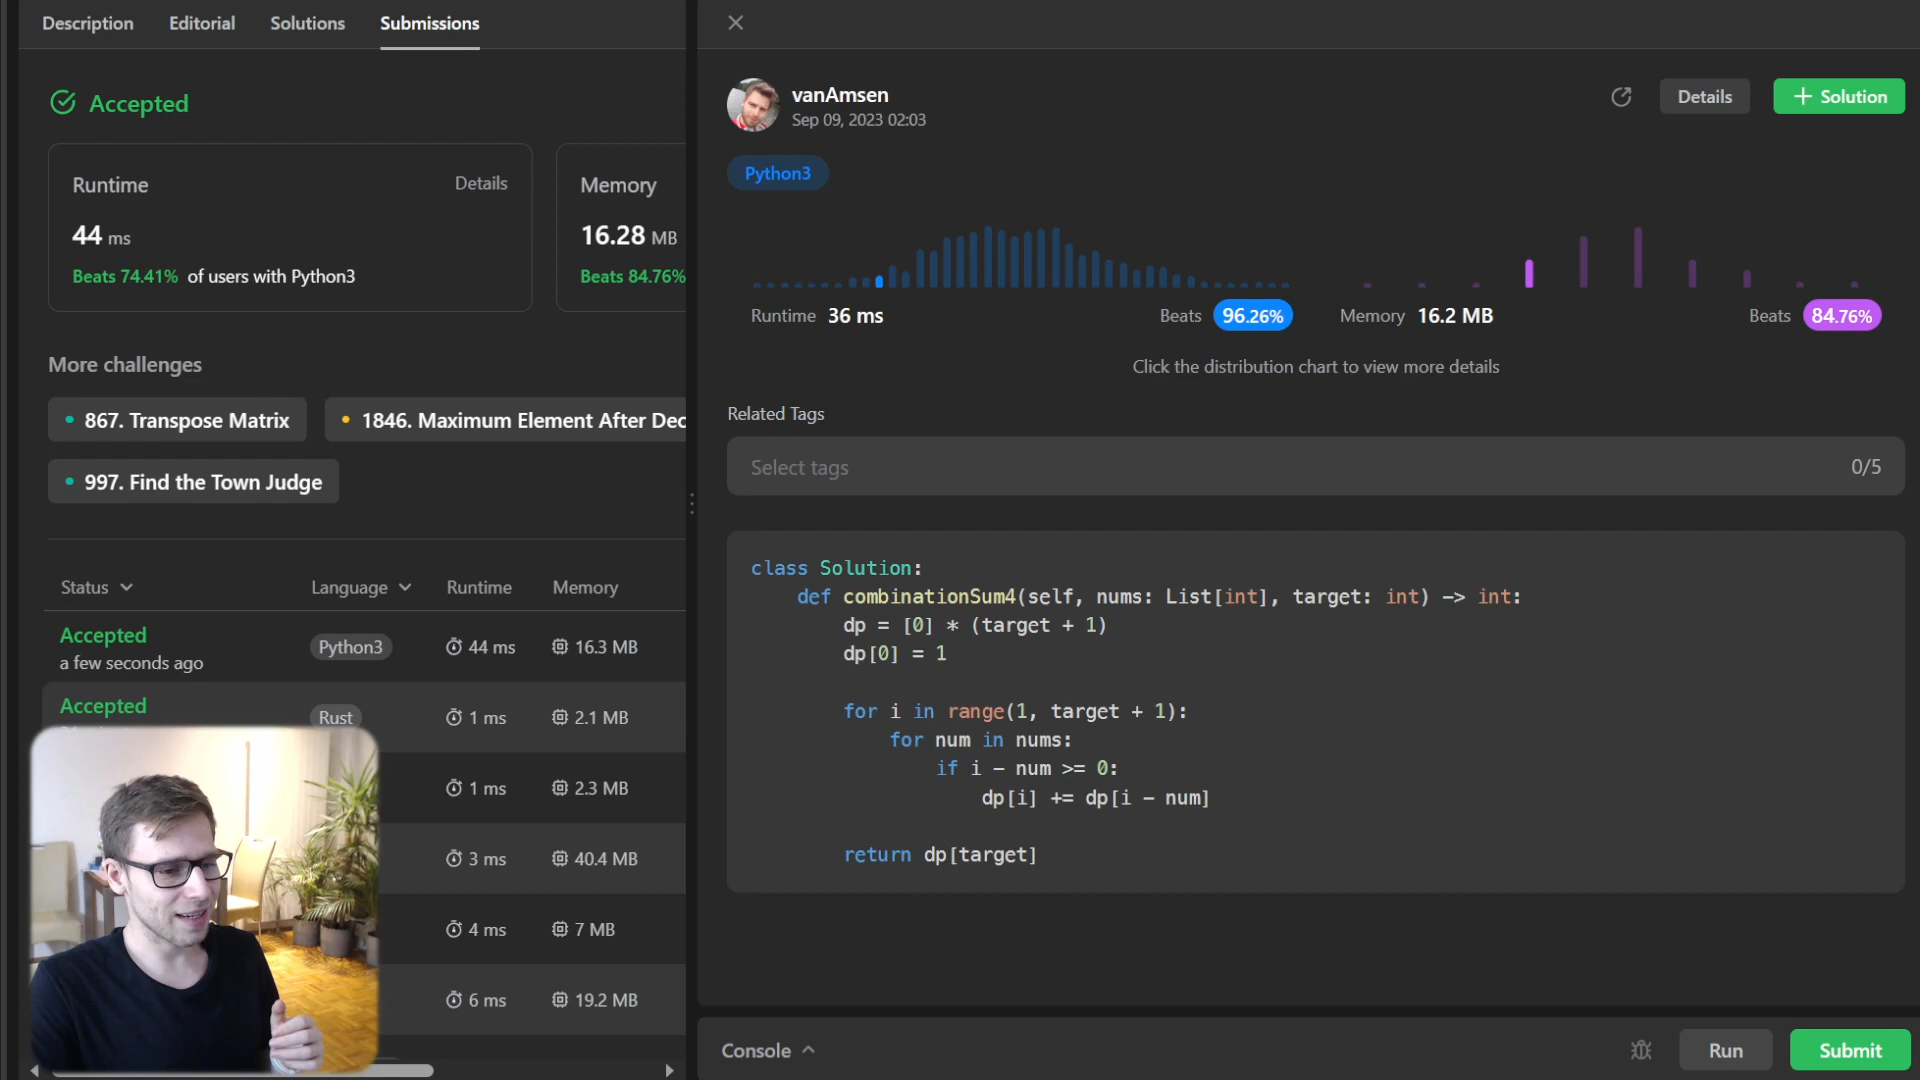 Description
Editorial
Solutions
Submissions
Accepted
Runtime
Details
44 ms
Beats 74.41% of users with Python3
Memory
16.28 MB
Beats 84.76%
More challenges
867. Transpose Matrix
1846. Maximum Element After Dec
997. Find the Town Judge
Status
Language
Runtime
Memory
Accepted
a few seconds ago
Python3
44 ms
16.3 MB
Accepted
Rust
1 ms
2.1 MB
1 ms
2.3 MB
3 ms
40.4 MB
4 ms
7 MB
6 ms
19.2 MB
vanAmsen
Sep 09, 2023 02:03
Details
+ Solution
Python3
Runtime 36 ms
Beats 96.26%
Memory 16.2 MB
Beats 84.76%
Click the distribution chart to view more details
Related Tags
Select tags
0/5
class Solution:
    def combinationSum4(self, nums: List[int], target: int) -> int:
        dp = [0] * (target + 1)
        dp[0] = 1
        for i in range(1, target + 1):
            for num in nums:
                if i - num >= 0:
                    dp[i] += dp[i - num]
        return dp[target]
Console
Run
Submit